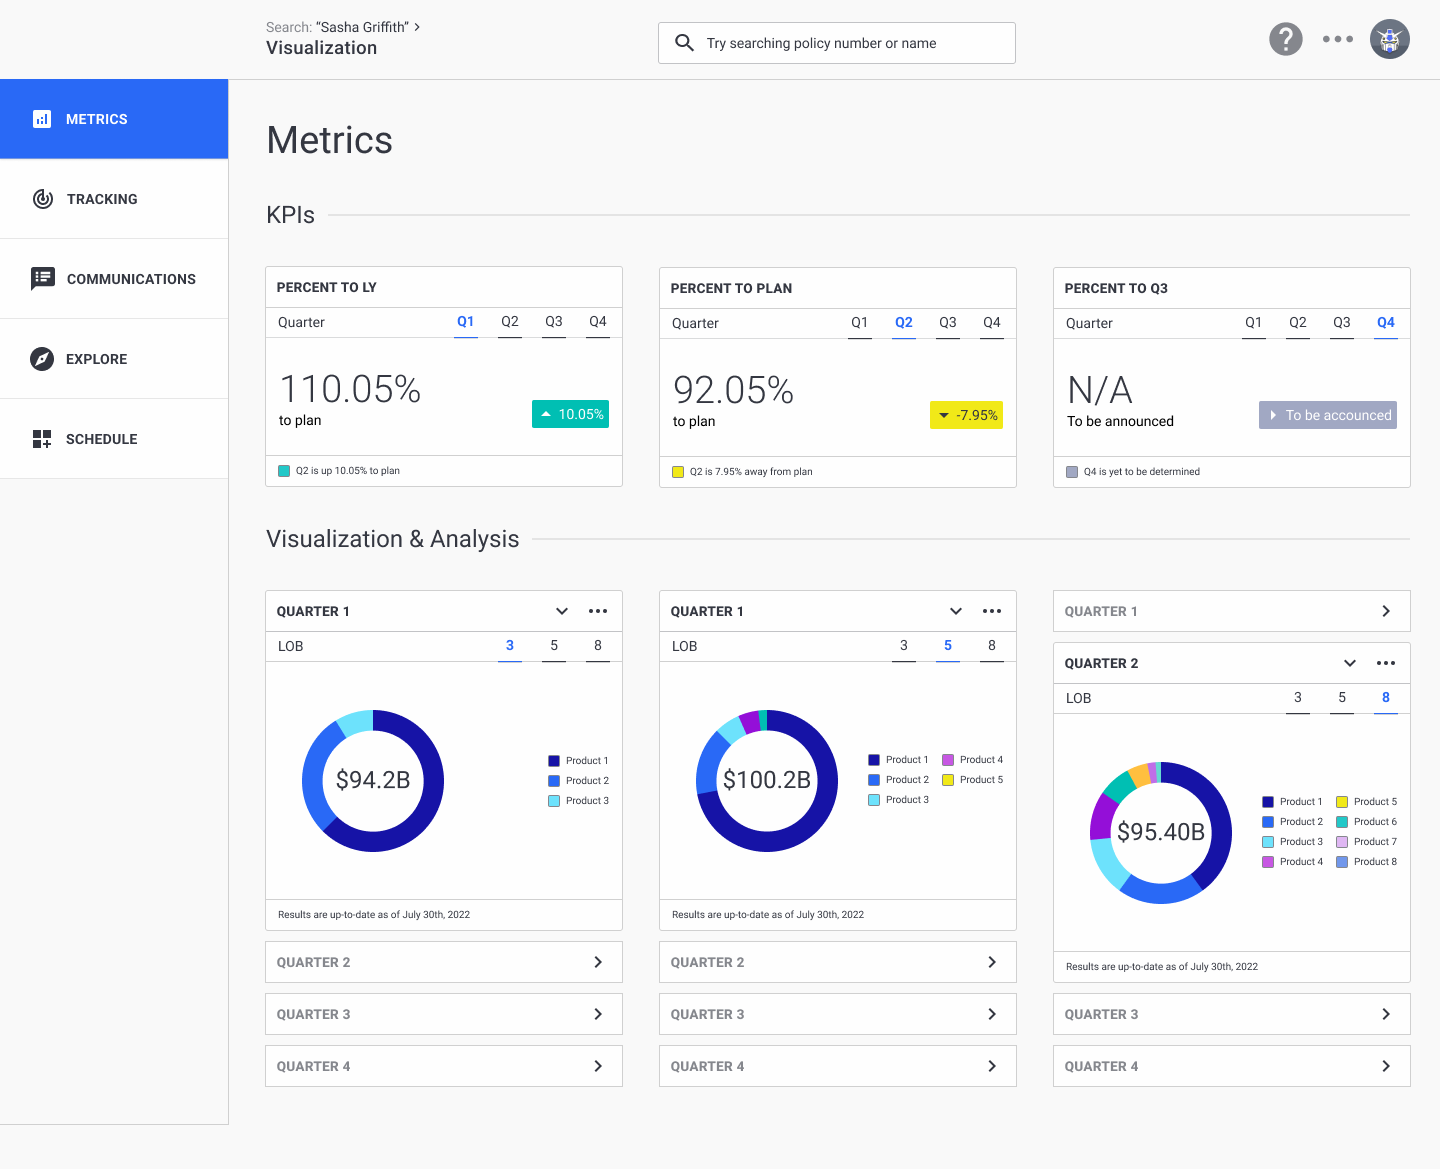 Search: “Sasha Griffith”
Visualization
Try searching policy number or name
?
METRICS
TRACKING
COMMUNICATIONS
EXPLORE
SCHEDULE
Metrics
KPIs
PERCENT TO LY
Quarter Q1 Q2 Q3 Q4
110.05%
to plan
10.05%
Q2 is up 10.05% to plan
PERCENT TO PLAN
Quarter Q1 Q2 Q3 Q4
92.05%
to plan
-7.95%
Q2 is 7.95% away from plan
PERCENT TO Q3
Quarter Q1 Q2 Q3 Q4
N/A
To be announced
To be accounced
Q4 is yet to be determined
Visualization & Analysis
QUARTER 1
LOB 3 5 8
$94.2B
Product 1
Product 2
Product 3
Results are up-to-date as of July 30th, 2022
QUARTER 2
QUARTER 3
QUARTER 4
QUARTER 1
LOB 3 5 8
$100.2B
Product 1 Product 4
Product 2 Product 5
Product 3
Results are up-to-date as of July 30th, 2022
QUARTER 2
QUARTER 3
QUARTER 4
QUARTER 1
QUARTER 2
LOB 3 5 8
$95.40B
Product 1 Product 5
Product 2 Product 6
Product 3 Product 7
Product 4 Product 8
Results are up-to-date as of July 30th, 2022
QUARTER 3
QUARTER 4